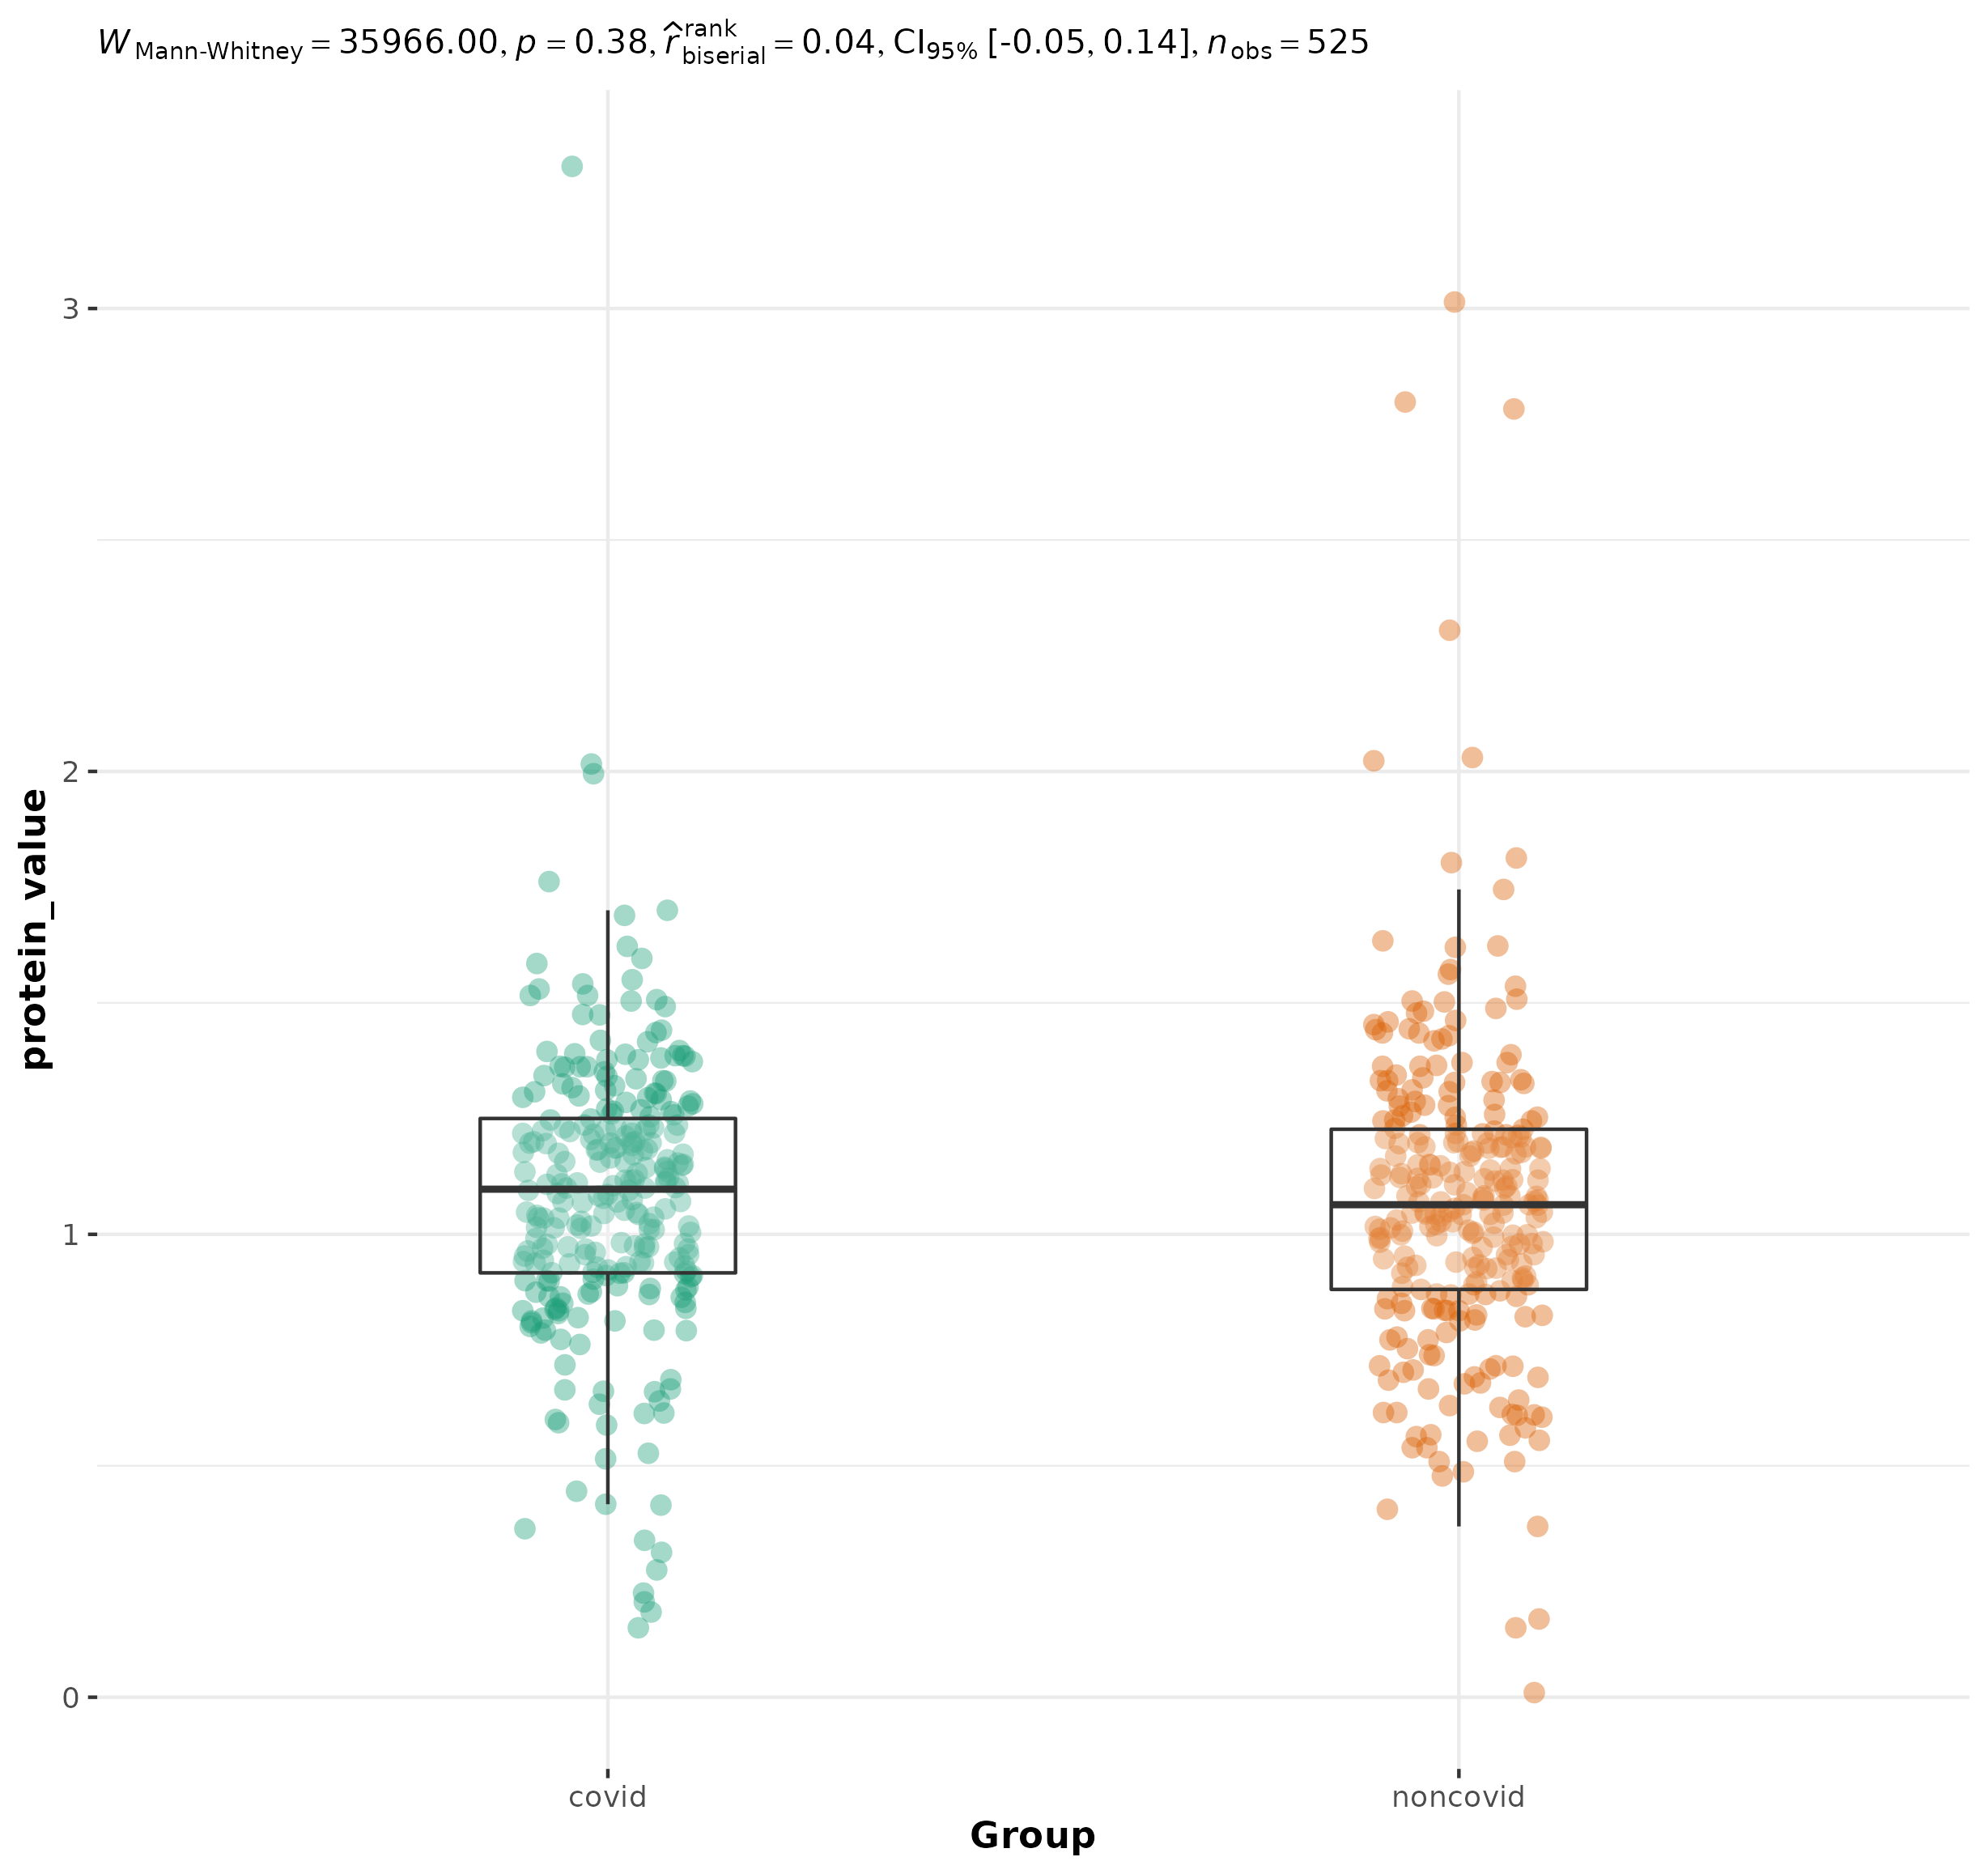 W Mann-Whitney = 35966.00, p = 0.38, r̂ rank biserial = 0.04, CI95% [-0.05, 0.14], n obs = 525
3
2
1
0
protein_value
covid noncovid
Group